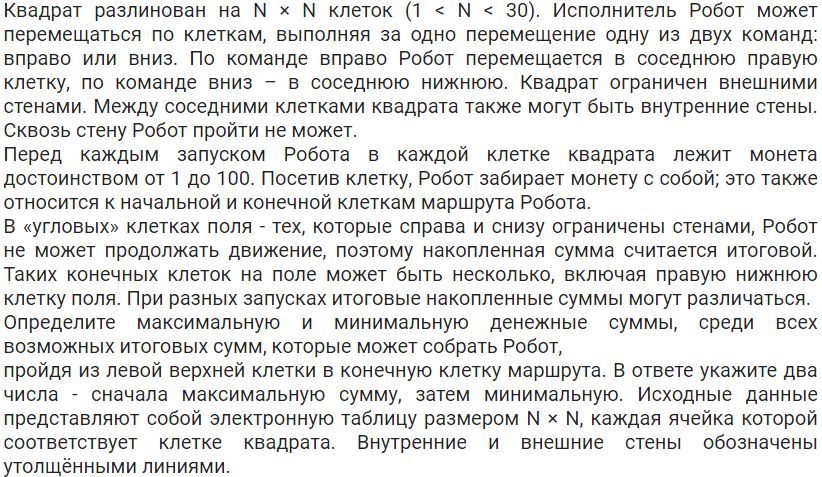 Квадрат разлинован на N × N клеток (1 < N < 30). Исполнитель Робот может
перемещаться по клеткам, выполняя за одно перемещение одну из двух команд:
вправо или вниз. По команде вправо Робот перемещается в соседнюю правую
клетку, по команде вниз – в соседнюю нижнюю. Квадрат ограничен внешними
стенами. Между соседними клетками квадрата также могут быть внутренние стены.
Сквозь стену Робот пройти не может.
Перед каждым запуском Робота в каждой клетке квадрата лежит монета
достоинством от 1 до 100. Посетив клетку, Робот забирает монету с собой; это также
относится к начальной и конечной клеткам маршрута Робота.
В «угловых» клетках поля - тех, которые справа и снизу ограничены стенами, Робот
не может продолжать движение, поэтому накопленная сумма считается итоговой.
Таких конечных клеток на поле может быть несколько, включая правую нижнюю
клетку поля. При разных запусках итоговые накопленные суммы могут различаться.
Определите максимальную и минимальную денежные суммы, среди всех
возможных итоговых сумм, которые может собрать Робот,
пройдя из левой верхней клетки в конечную клетку маршрута. В ответе укажите два
числа - сначала максимальную сумму, затем минимальную. Исходные данные
представляют собой электронную таблицу размером N × N, каждая ячейка которой
соответствует клетке квадрата. Внутренние и внешние стены обозначены
утолщёнными линиями.